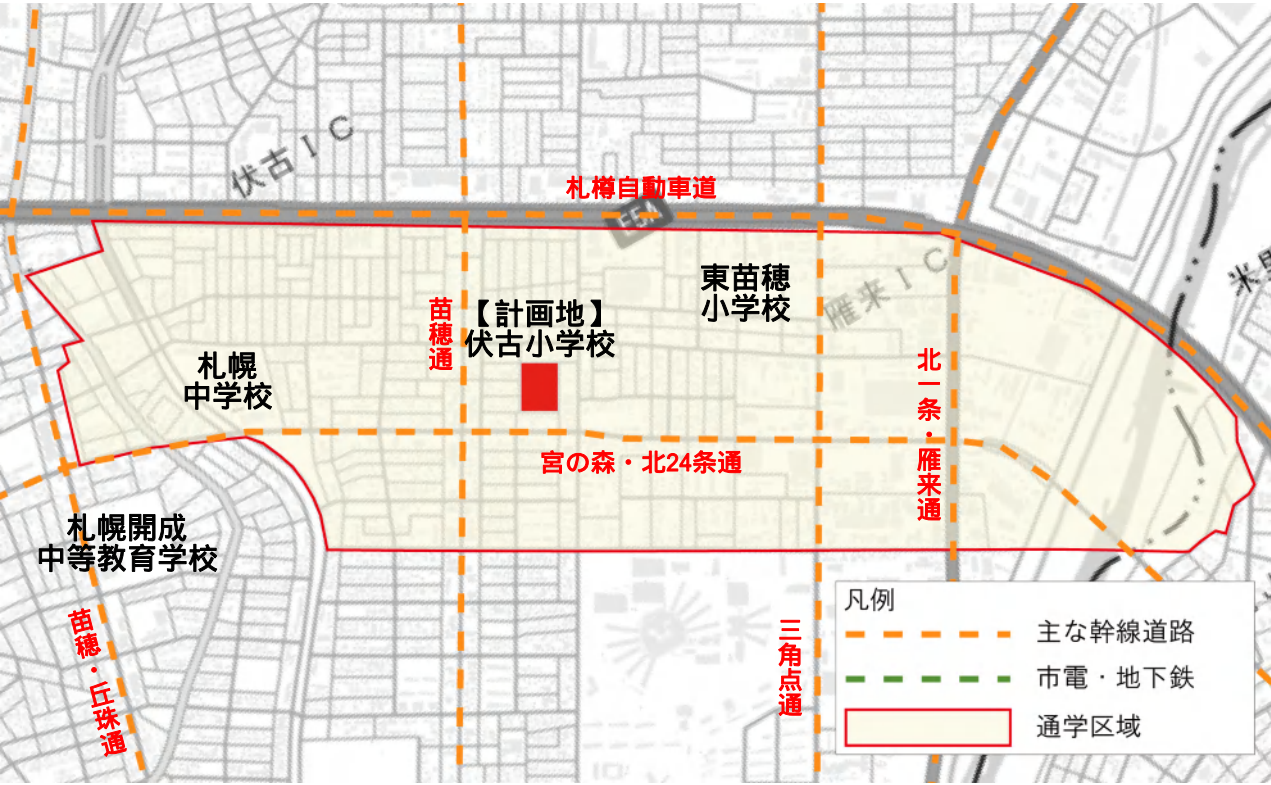 伏古IC
札樽自動車道
E5A
米里
東苗穂
小学校
雁来IC
苗穂通
【計画地】
伏古小学校
札幌
中学校
北一条・雁来通
宮の森・北24条通
札幌開成
中等教育学校
苗穂・丘珠通
三角点通
凡例
主な幹線道路
市電・地下鉄
通学区域